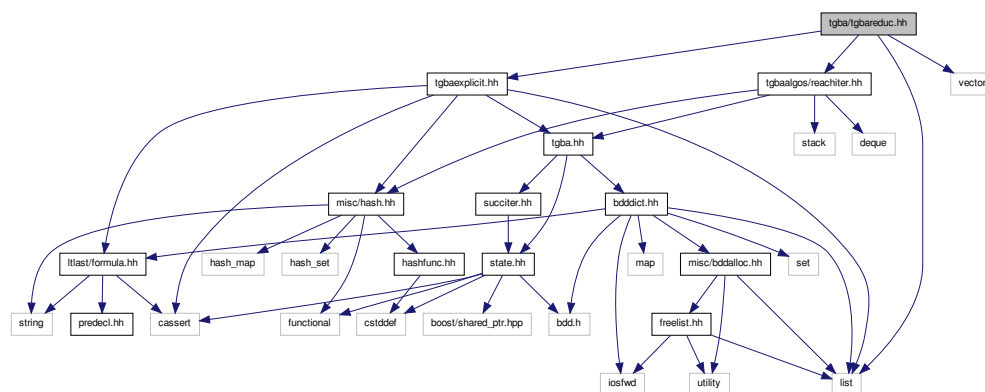 tgba/tgbareduc.hh
tgbaexplicit.hh
tgbaalgos/reachiter.hh
vector
tgba.hh
stack
deque
misc/hash.hh
succiter.hh
bdddict.hh
ltlast/formula.hh
hash_map
hash_set
hashfunc.hh
state.hh
map
misc/bddalloc.hh
set
string
predecl.hh
cassert
functional
cstddef
boost/shared_ptr.hpp
bdd.h
freelist.hh
iosfwd
utility
list